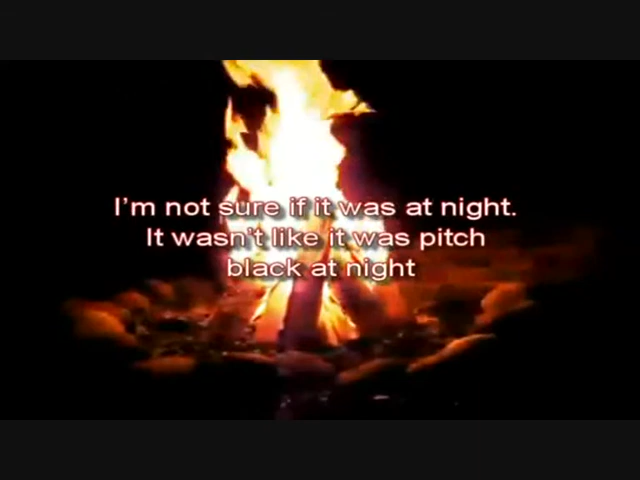 I'm not sure if it was at night.
It wasn't like it was pitch
black at night